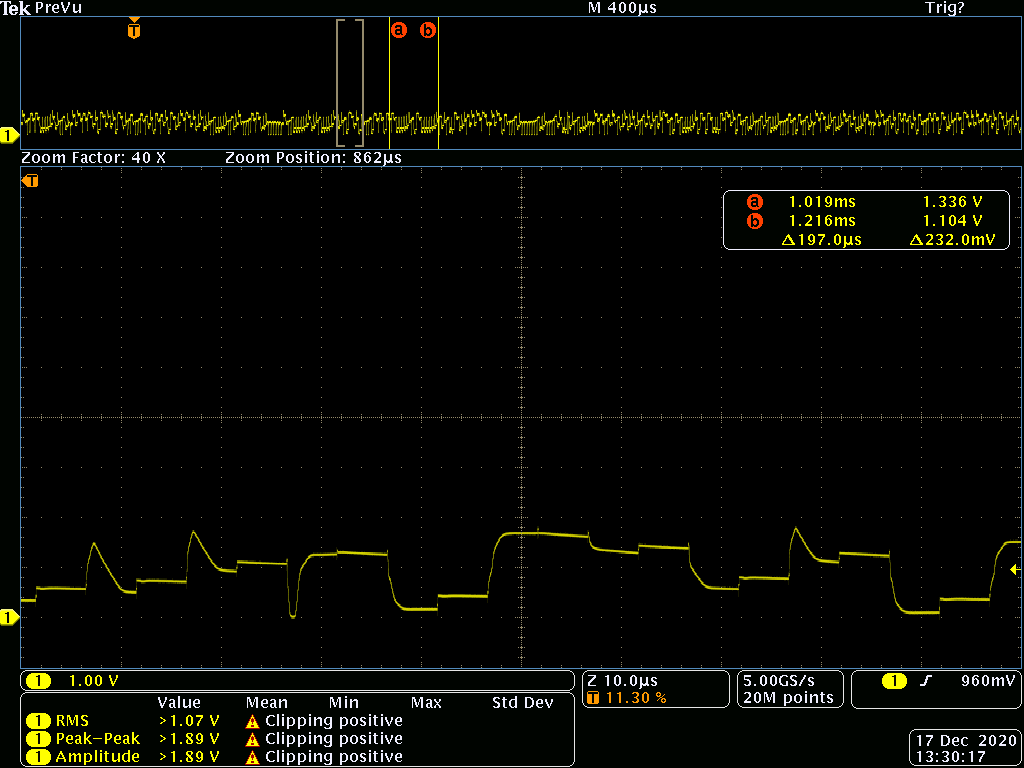 Tek PreVu M 400µs Trig?
T a b
1
Zoom Factor: 40 X Zoom Position: 862µs
T
a 1.019ms 1.336 V
b 1.216ms 1.104 V
Δ197.0µs Δ232.0mV
1
1 1.00 V Z 10.0µs 5.00GS/s 1 960mV
T 11.30 % 20M points
Value Mean Min Max Std Dev
1 RMS >1.07 V Clipping positive
1 Peak-Peak >1.89 V Clipping positive
1 Amplitude >1.89 V Clipping positive
17 Dec 2020
13:30:17